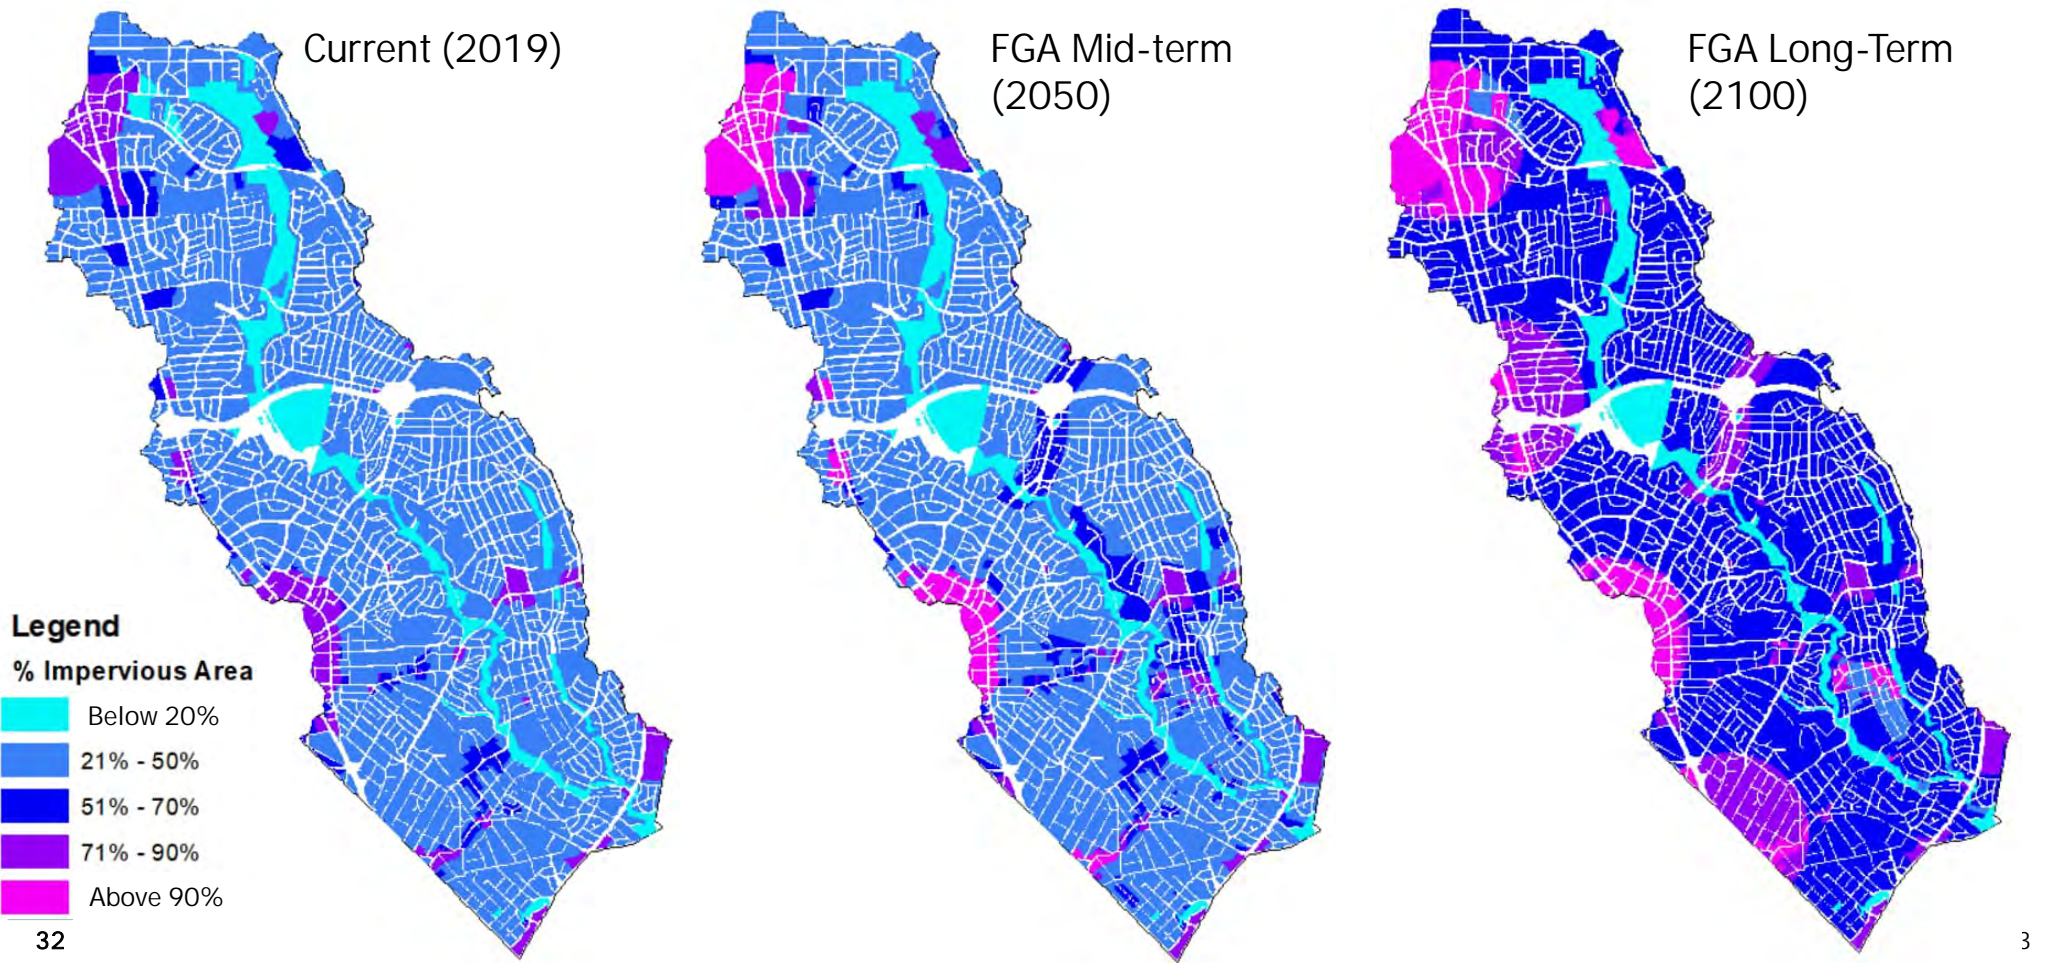 Current (2019)
FGA Mid-term
(2050)
FGA Long-Term
(2100)
Legend
% Impervious Area
Below 20%
21% - 50%
51% - 70%
71% - 90%
Above 90%
32